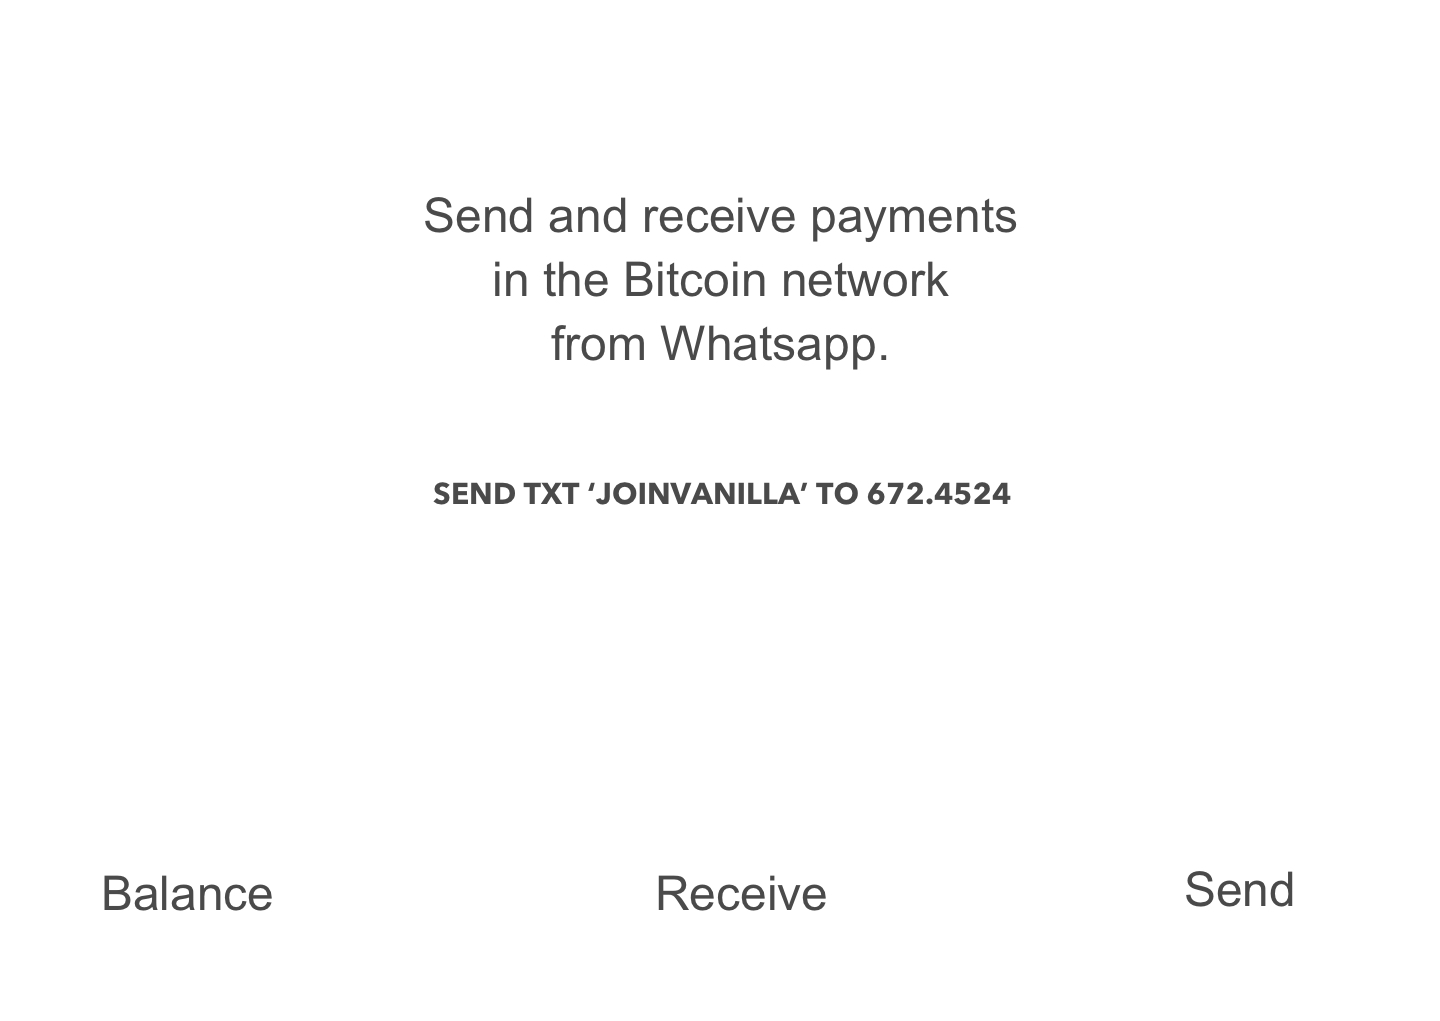 Send and receive payments
in the Bitcoin network
from Whatsapp.
SEND TXT ‘JOINVANILLA’ TO 672.4524
Balance
Receive
Send